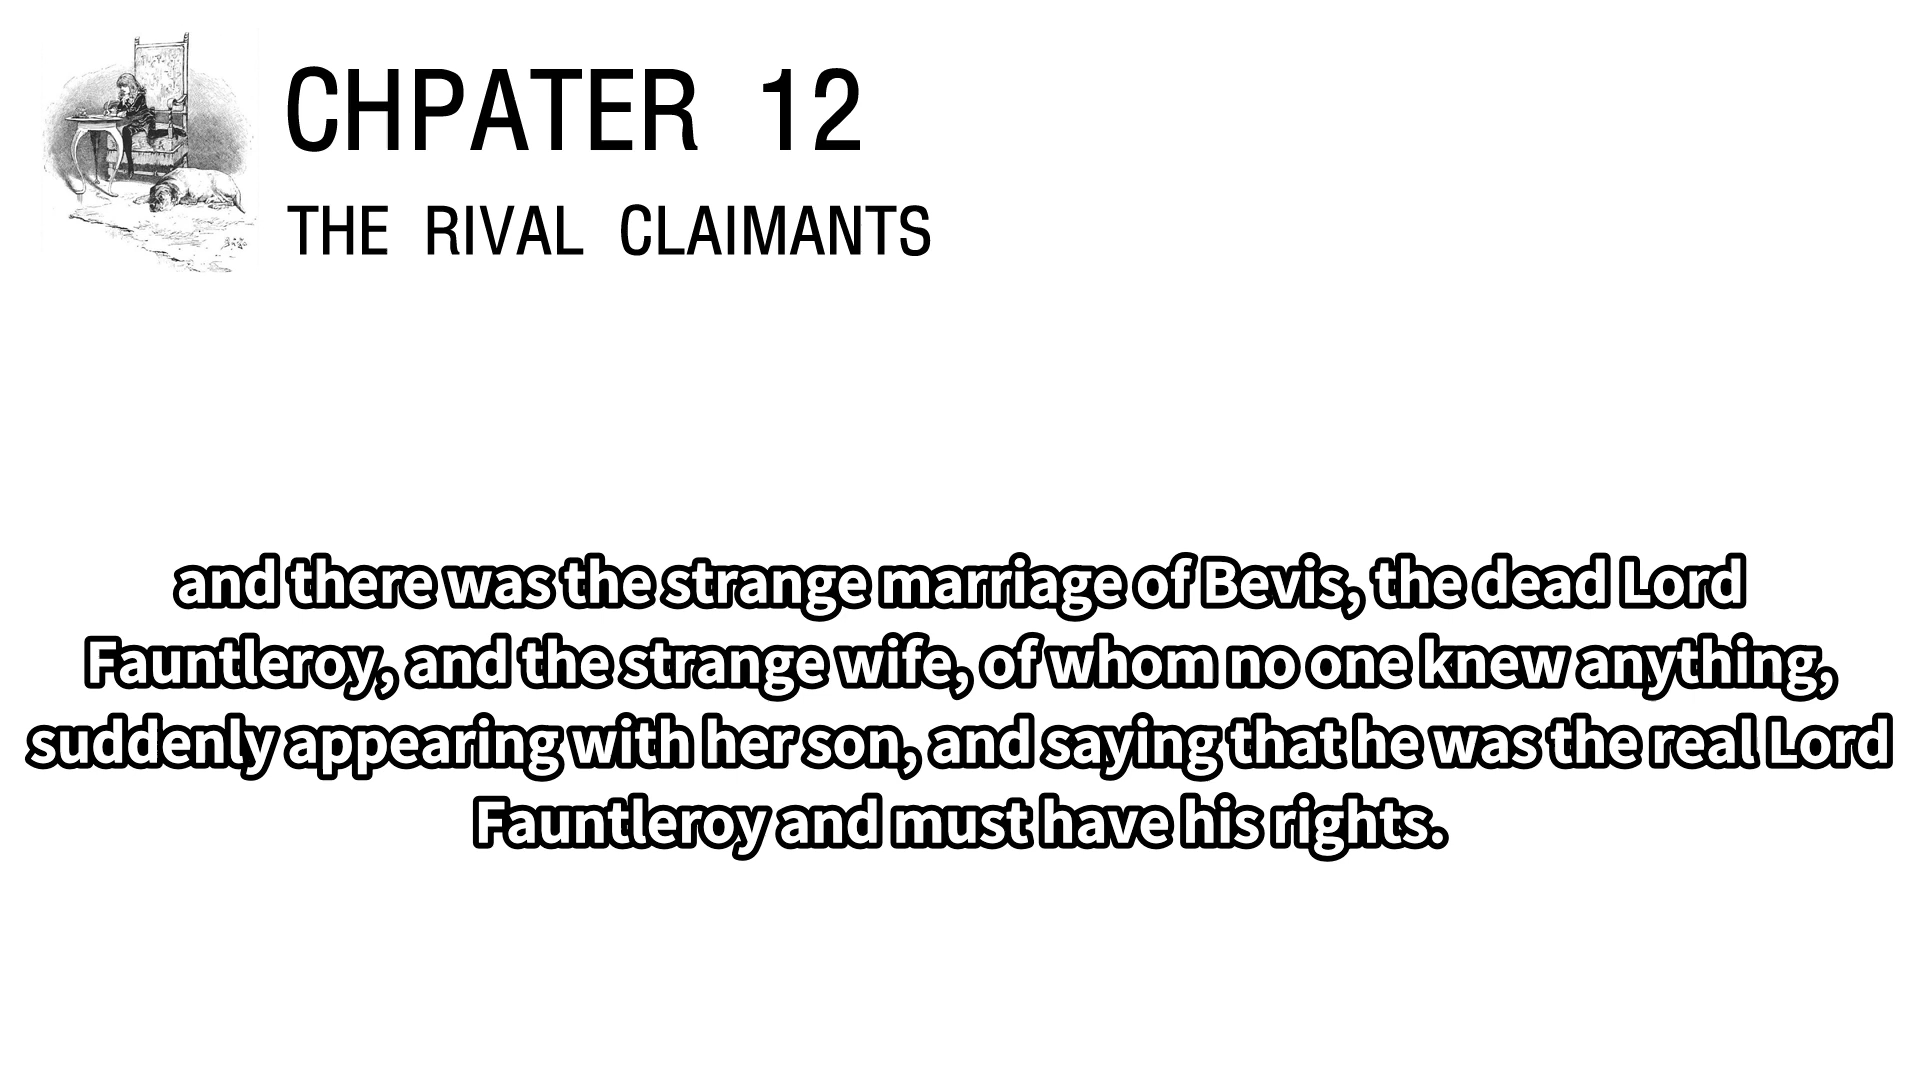 CHPATER 12
THE RIVAL CLAIMANTS
and there was the strange marriage of Bevis, the dead Lord
Fauntleroy, and the strange wife, of whom no one knew anything,
suddenly appearing with her son, and saying that he was the real Lord
Fauntleroy and must have his rights.